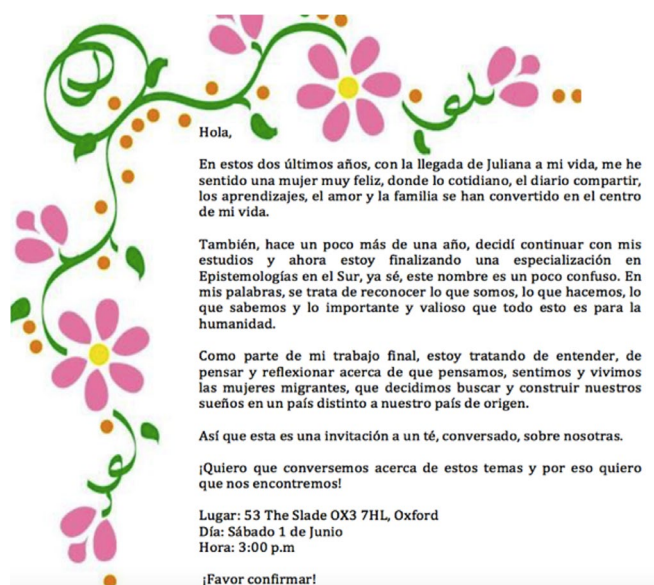 Hola,
En estos dos últimos años, con la llegada de Juliana a mi vida, me he
sentido una mujer muy feliz, donde lo cotidiano, el diario compartir,
los aprendizajes, el amor y la familia se han convertido en el centro
de mi vida.
También, hace un poco más de una año, decidí continuar con mis
estudios y ahora estoy finalizando una especialización en
Epistemologías en el Sur, ya sé, este nombre es un poco confuso. En
mis palabras, se trata de reconocer lo que somos, lo que hacemos, lo
que sabemos y lo importante y valioso que todo esto es para la
humanidad.
Como parte de mi trabajo final, estoy tratando de entender, de
pensar y reflexionar acerca de que pensamos, sentimos y vivimos
las mujeres migrantes, que decidimos buscar y construir nuestros
sueños en un país distinto a nuestro país de origen.
Así que esta es una invitación a un té, conversado, sobre nosotras.
¡Quiero que conversemos acerca de estos temas y por eso quiero
que nos encontremos!
Lugar: 53 The Slade OX3 7HL, Oxford
Día: Sábado 1 de Junio
Hora: 3:00 p.m
¡Favor confirmar!